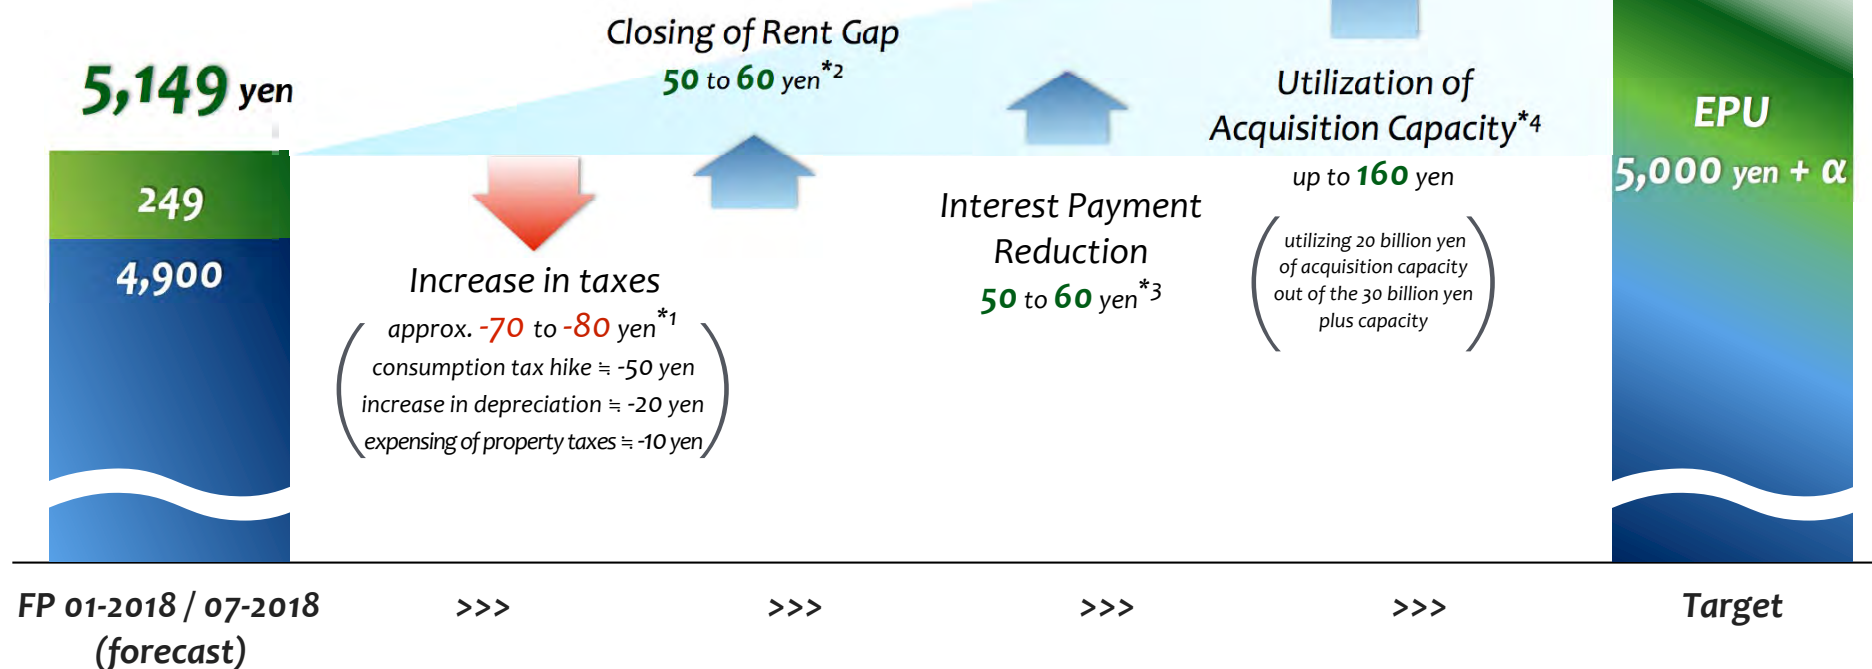 5,149 yen
249
4,900
Increase in taxes
approx. -70 to -80 yen*1
consumption tax hike ≒ -50 yen
increase in depreciation ≒ -20 yen
expensing of property taxes ≒ -10 yen
Closing of Rent Gap
50 to 60 yen*2
Interest Payment
Reduction
50 to 60 yen*3
Utilization of
Acquisition Capacity*4
up to 160 yen
utilizing 20 billion yen
of acquisition capacity
out of the 30 billion yen
plus capacity
EPU
5,000 yen + α
FP 01-2018 / 07-2018
(forecast)
>>>
>>>
>>>
>>>
Target